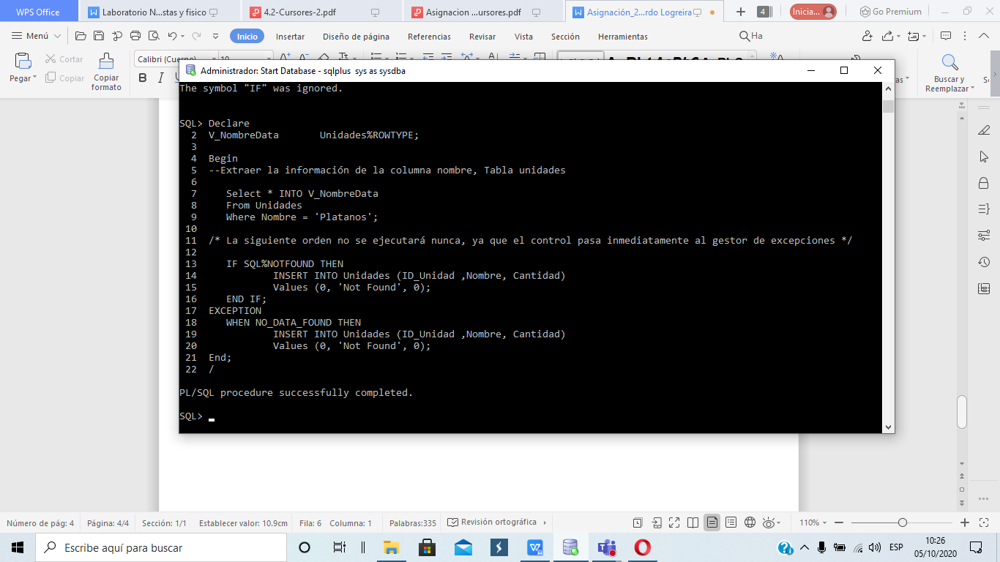 WPS Office
Laboratorio N...stas y fisico
4.2-Cursores-2.pdf
Asignacion ...ursores.pdf
Asignación_2...rdo Logreira
4
Inicia...
Go Premium
Menú
Inicio
Insertar
Diseño de página
Referencias
Revisar
Vista
Sección
Herramientas
Ha
Pegar
Cortar
Copiar
Copiar formato
Calibri (Cuerpo)
Buscar y
Reemplazar
Administrador: Start Database - sqlplus sys as sysdba
The symbol "IF" was ignored.
SQL> Declare
2 V_NombreData Unidades%ROWTYPE;
3
4 Begin
5 --Extraer la información de la columna nombre, Tabla unidades
6
7 Select * INTO V_NombreData
8 From Unidades
9 Where Nombre = 'Platanos';
10
11 /* La siguiente orden no se ejecutará nunca, ya que el control pasa inmediatamente al gestor de excepciones */
12
13 IF SQL%NOTFOUND THEN
14 INSERT INTO Unidades (ID_Unidad ,Nombre, Cantidad)
15 Values (0, 'Not Found', 0);
16 END IF;
17 EXCEPTION
18 WHEN NO_DATA_FOUND THEN
19 INSERT INTO Unidades (ID_Unidad ,Nombre, Cantidad)
20 Values (0, 'Not Found', 0);
21 End;
22 /
PL/SQL procedure successfully completed.
SQL>
Número de pág: 4
Página: 4/4
Sección: 1/1
Establecer valor: 10.9cm
Fila: 6
Columna: 1
Palabras:335
Revisión ortográfica
110%
Escribe aquí para buscar
ESP
10:26
05/10/2020